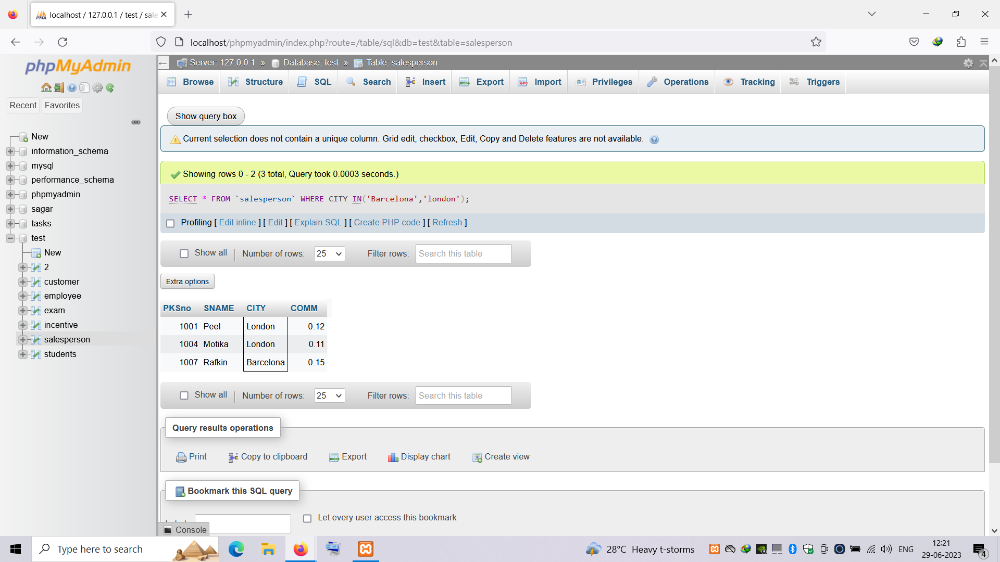 localhost / 127.0.0.1 / test / sale
localhost/phpmyadmin/index.php?route=/table/sql&db=test&table=salesperson
phpMyAdmin
Recent Favorites
New
information_schema
mysql
performance_schema
phpmyadmin
sagar
tasks
test
New
2
customer
employee
exam
incentive
salesperson
students
Server: 127.0.0.1 » Database: test » Table: salesperson
Browse Structure SQL Search Insert Export Import Privileges Operations Tracking Triggers
Show query box
Current selection does not contain a unique column. Grid edit, checkbox, Edit, Copy and Delete features are not available.
Showing rows 0 - 2 (3 total, Query took 0.0003 seconds.)
SELECT * FROM `salesperson` WHERE CITY IN('Barcelona','london');
Profiling [ Edit inline ] [ Edit ] [ Explain SQL ] [ Create PHP code ] [ Refresh ]
Show all | Number of rows: 25 Filter rows: Search this table
Extra options
PKSno SNAME CITY COMM
1001 Peel London 0.12
1004 Motika London 0.11
1007 Rafkin Barcelona 0.15
Show all | Number of rows: 25 Filter rows: Search this table
Query results operations
Print Copy to clipboard Export Display chart Create view
Bookmark this SQL query
Let every user access this bookmark
Console
Type here to search
28°C Heavy t-storms
ENG
12:21
29-06-2023
4